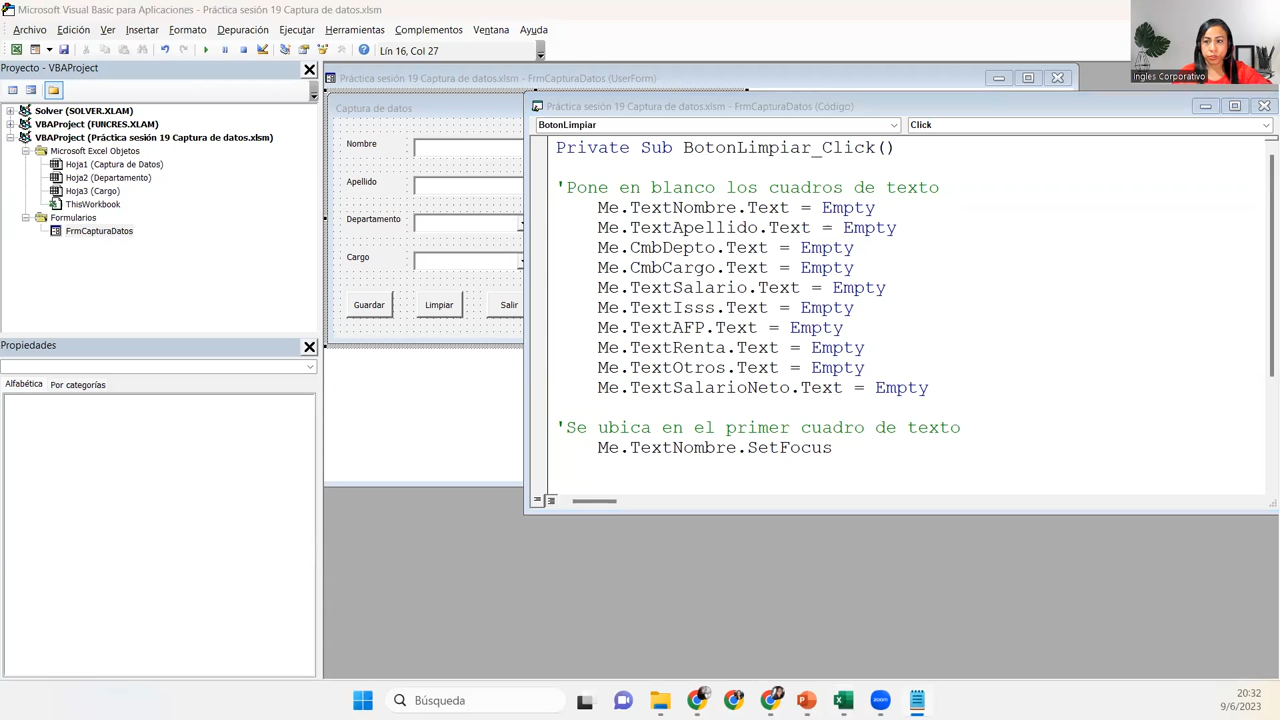 Microsoft Visual Basic para Aplicaciones - Práctica sesión 19 Captura de datos.xlsm
Archivo Edición Ver Insertar Formato Depuración Ejecutar Herramientas Complementos Ventana Ayuda
Lín 16, Col 27
Ingles Corporativo
Proyecto - VBAProject
Solver (SOLVER.XLAM)
VBAProject (FUNCRES.XLAM)
VBAProject (Práctica sesión 19 Captura de datos.xlsm)
Microsoft Excel Objetos
Hoja1 (Captura de Datos)
Hoja2 (Departamento)
Hoja3 (Cargo)
ThisWorkbook
Formularios
FrmCapturaDatos
Propiedades
Alfabética Por categorías
Práctica sesión 19 Captura de datos.xlsm - FrmCapturaDatos (UserForm)
Captura de datos
Nombre
Apellido
Departamento
Cargo
Guardar Limpiar Salir
Práctica sesión 19 Captura de datos.xlsm - FrmCapturaDatos (Código)
BotonLimpiar Click
Private Sub BotonLimpiar_Click()
'Pone en blanco los cuadros de texto
Me.TextNombre.Text = Empty
Me.TextApellido.Text = Empty
Me.CmbDepto.Text = Empty
Me.CmbCargo.Text = Empty
Me.TextSalario.Text = Empty
Me.TextIsss.Text = Empty
Me.TextAFP.Text = Empty
Me.TextRenta.Text = Empty
Me.TextOtros.Text = Empty
Me.TextSalarioNeto.Text = Empty
'Se ubica en el primer cuadro de texto
Me.TextNombre.SetFocus
Búsqueda
20:32
9/6/2023